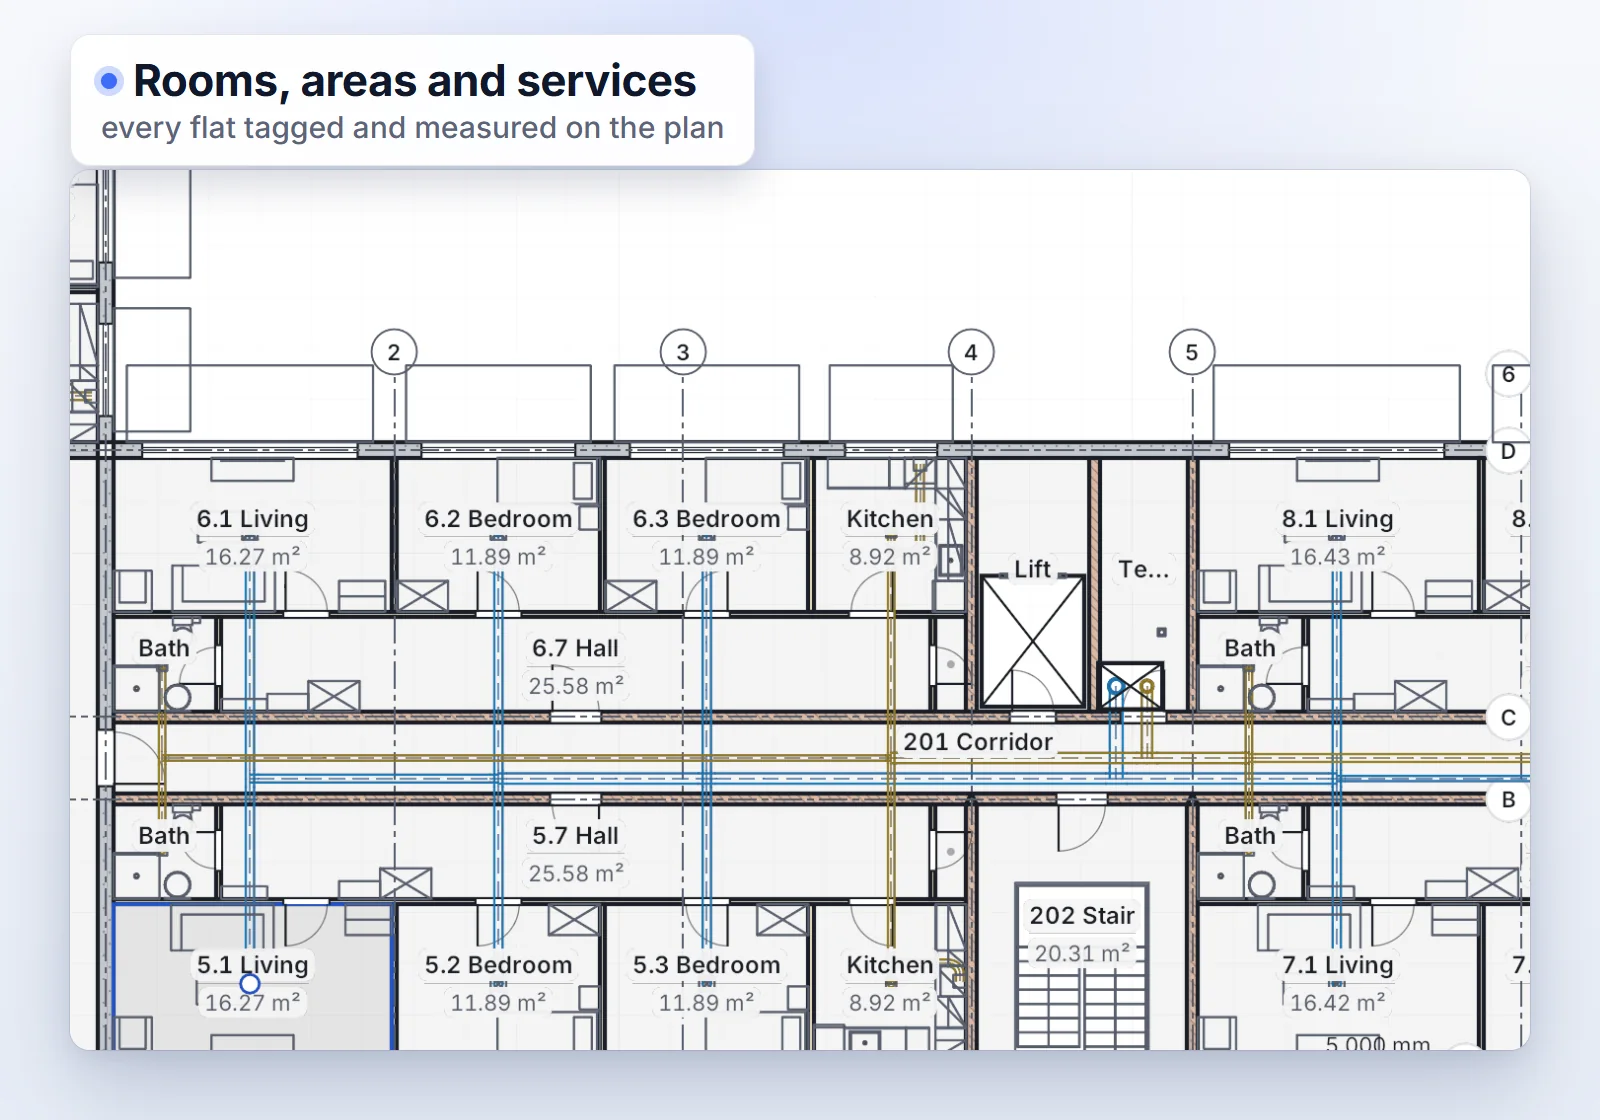 Rooms, areas and services
every flat tagged and measured on the plan
2
3
4
5
6
D
6.1 Living
16.27 m²
6.2 Bedroom
11.89 m²
6.3 Bedroom
11.89 m²
Kitchen
8.92 m²
Lift
Te...
8.1 Living
16.43 m²
8.
Bath
6.7 Hall
25.58 m²
Bath
C
201 Corridor
B
Bath
5.7 Hall
25.58 m²
Bath
202 Stair
20.31 m²
5.1 Living
16.27 m²
5.2 Bedroom
11.89 m²
5.3 Bedroom
11.89 m²
Kitchen
8.92 m²
7.1 Living
16.42 m²
7.
5 000 mm